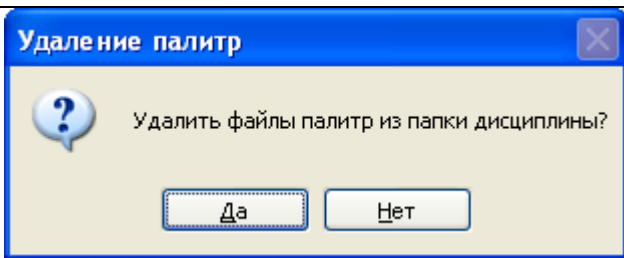 Удаление палитр
Удалить файлы палитр из папки дисциплины?
Да
Нет